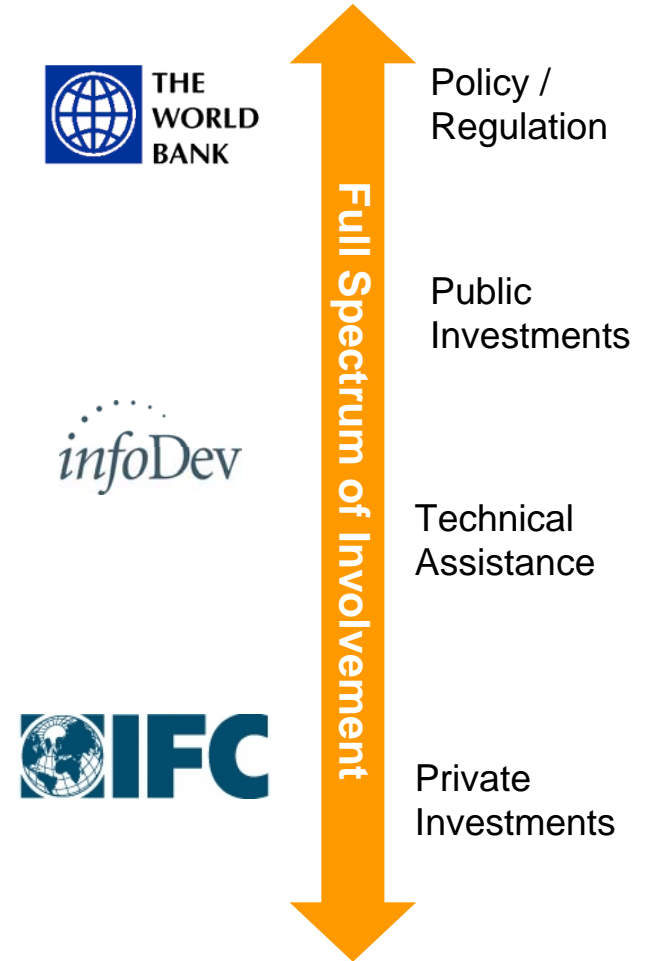 THE
WORLD
BANK
Policy /
Regulation
Full Spectrum of Involvement
Public
Investments
infoDev
Technical
Assistance
IFC
Private
Investments